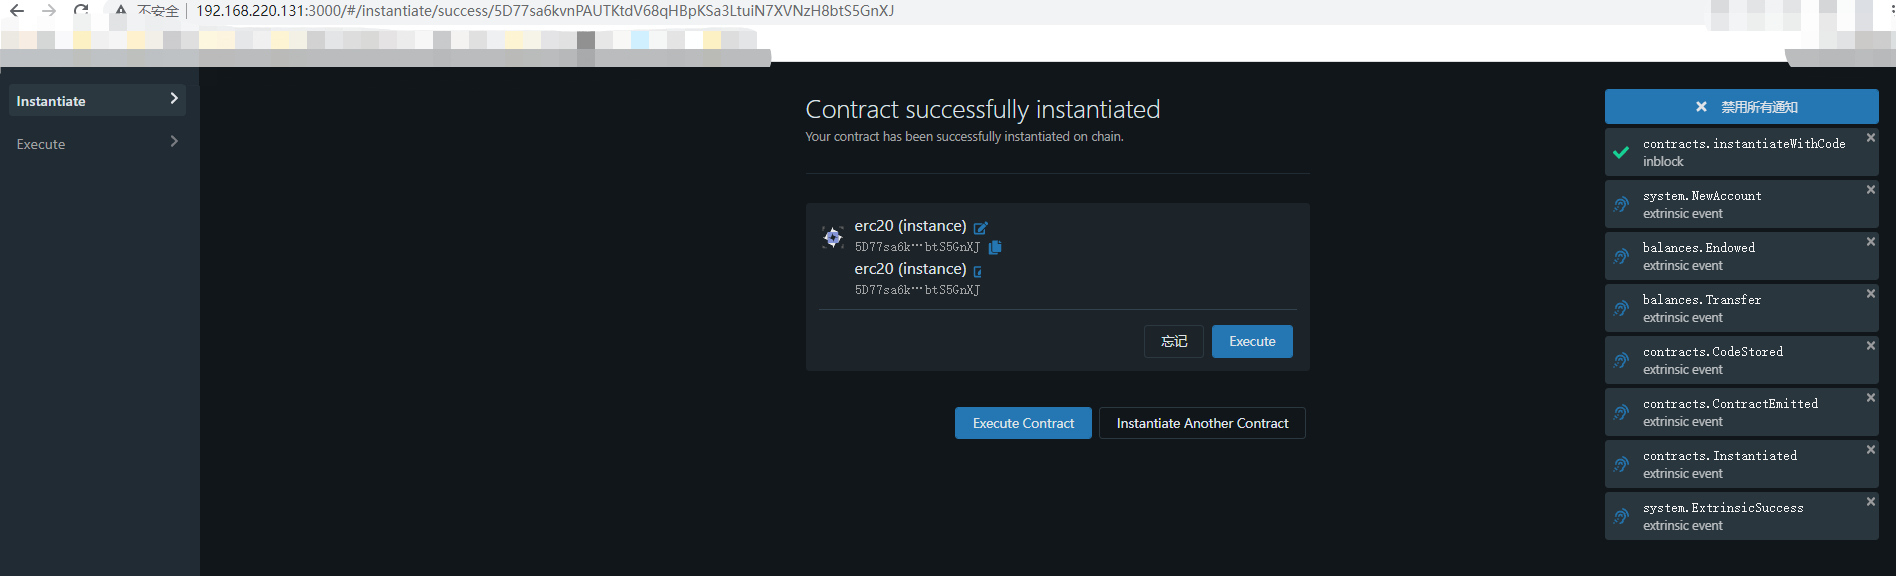 不安全 192.168.220.131:3000/#/instantiate/success/5D77sa6kvnPAUTKtdV68qHBpKSa3LtuiN7XVNzH8btS5GnXJ
Instantiate
Execute
Contract successfully instantiated
Your contract has been successfully instantiated on chain.
erc20 (instance)
5D77sa6k…btS5GnXJ
erc20 (instance)
5D77sa6k…btS5GnXJ
忘记
Execute
Execute Contract
Instantiate Another Contract
禁用所有通知
contracts.instantiateWithCode
inblock
system.NewAccount
extrinsic event
balances.Endowed
extrinsic event
balances.Transfer
extrinsic event
contracts.CodeStored
extrinsic event
contracts.ContractEmitted
extrinsic event
contracts.Instantiated
extrinsic event
system.ExtrinsicSuccess
extrinsic event